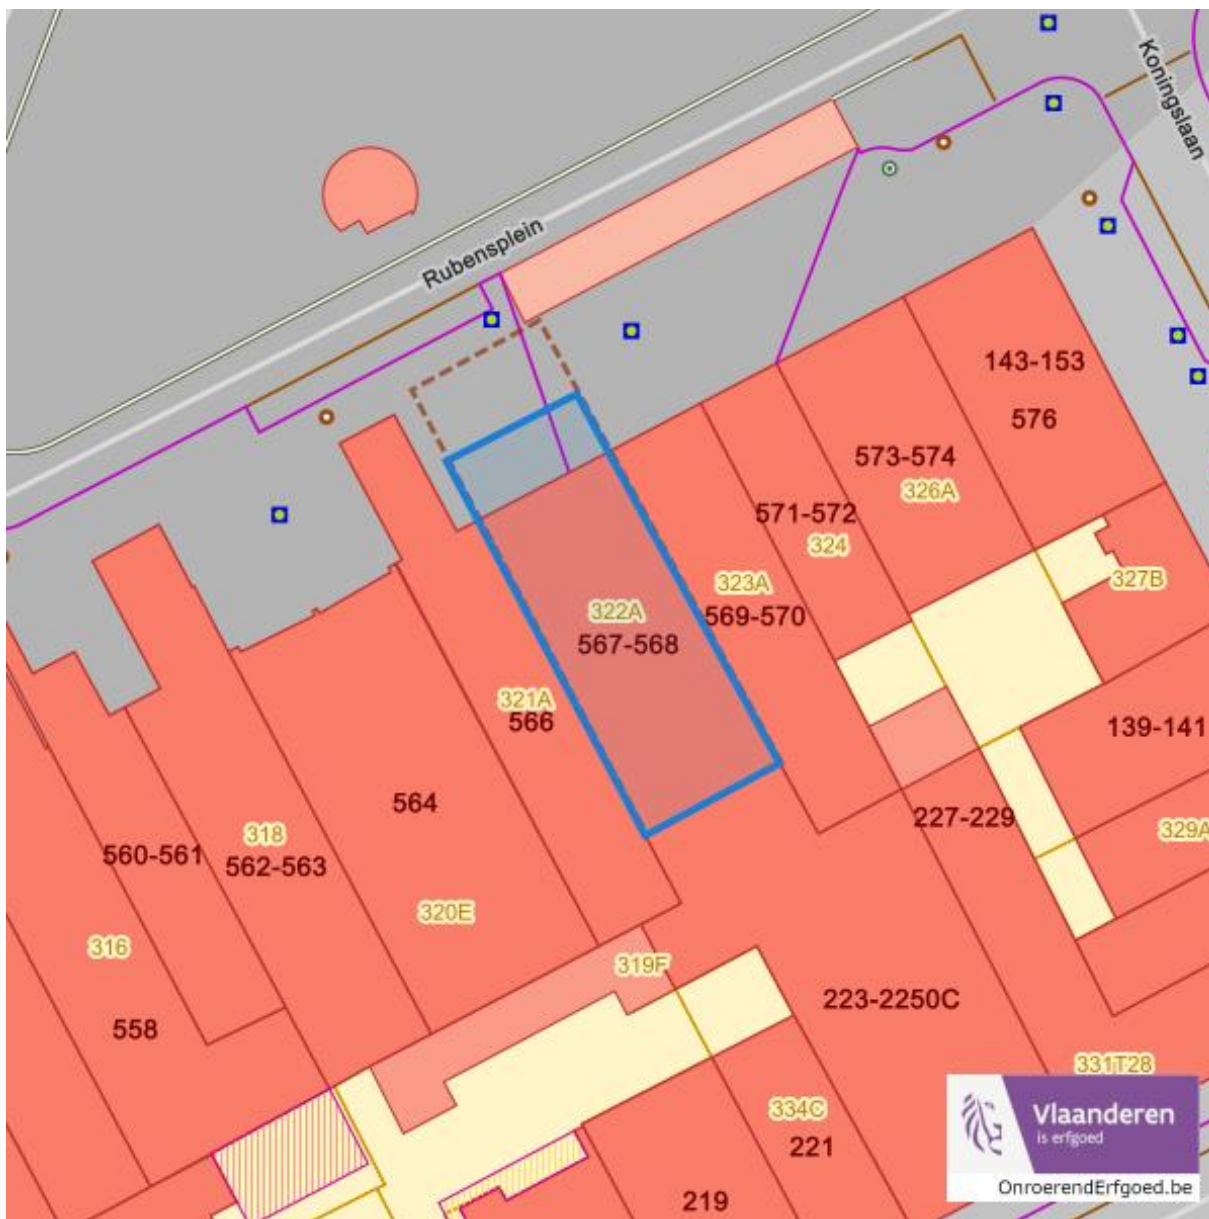 Koningslaan
Rubensplein
143-153
576
573-574
326A
571-572
324
327B
323A
569-570
322A
567-568
321A
566
139-141
564
227-229
329A
318
560-561
562-563
320E
316
319F
558
223-2250C
331T28
334C
221
219
Vlaanderen
is erfgoed
OnroerendErfgoed.be